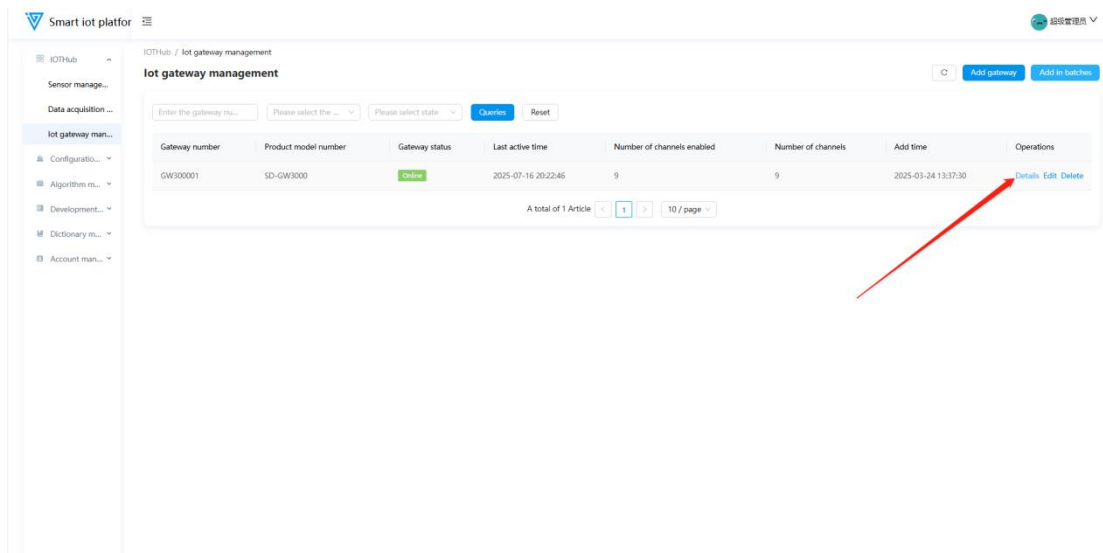 Smart iot platfor
超级管理员
IOTHub
Sensor manage...
Data acquisition ...
Iot gateway man...
Configuratio...
Algorithm m...
Development...
Dictionary m...
Account man...
IOTHub / Iot gateway management
Iot gateway management
Add gateway Add in batches
Enter the gateway nu... Please select the ... Please select state Queries Reset
Gateway number Product model number Gateway status Last active time Number of channels enabled Number of channels Add time Operations
GW300001 SD-GW3000 Online 2025-07-16 20:22:46 9 9 2025-03-24 13:37:30 Details Edit Delete
A total of 1 Article < 1 > 10 / page